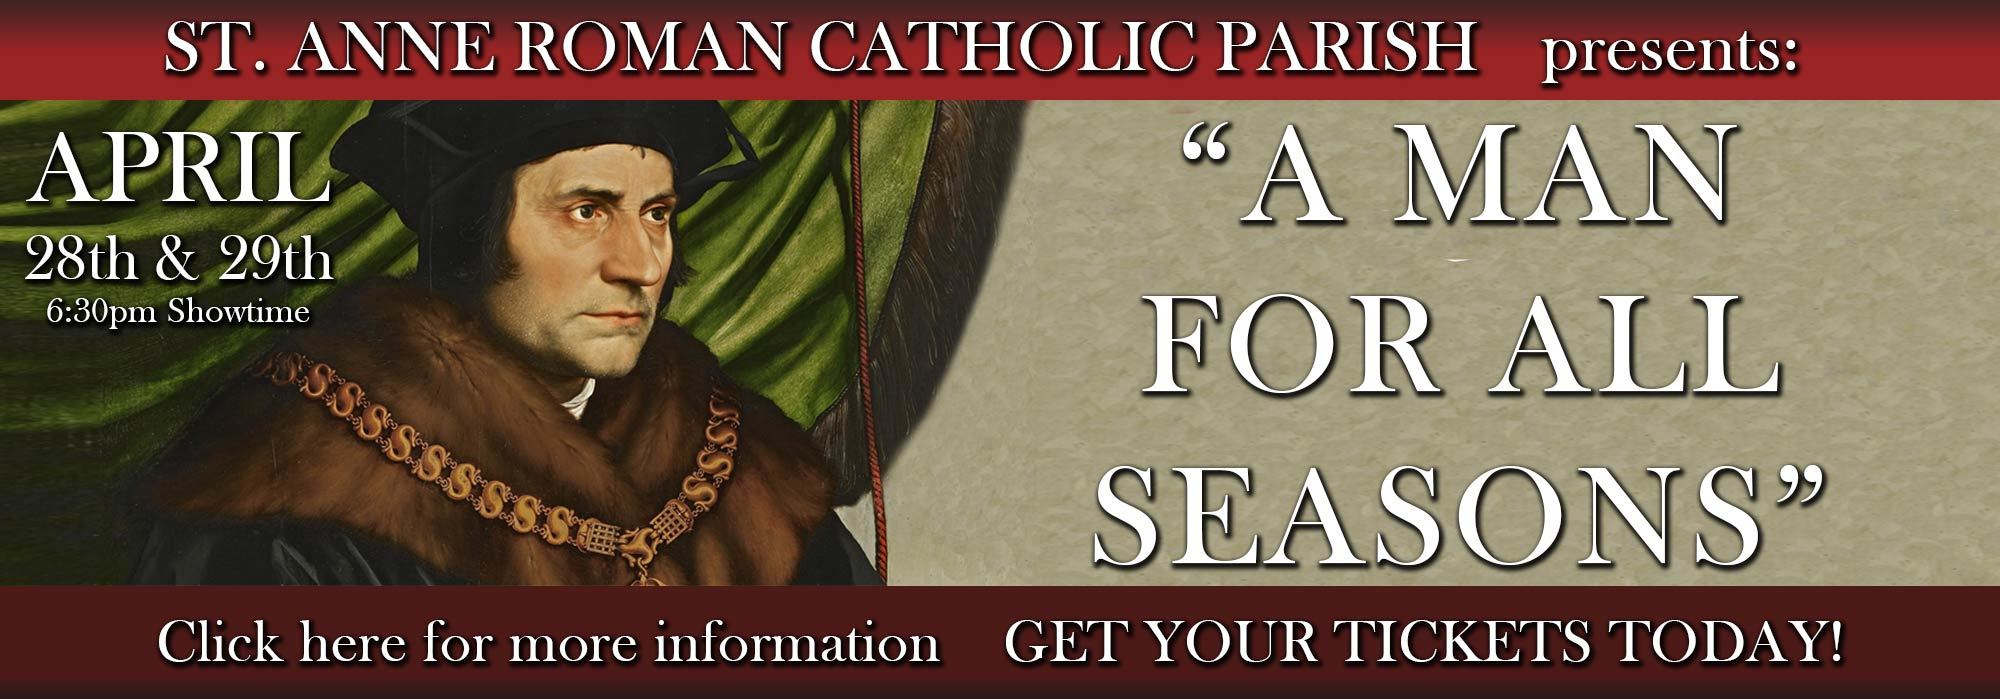 ST. ANNE ROMAN CATHOLIC PARISH presents:
APRIL
28th & 29th
6:30pm Showtime
“A MAN
FOR ALL
SEASONS”
Click here for more information GET YOUR TICKETS TODAY!